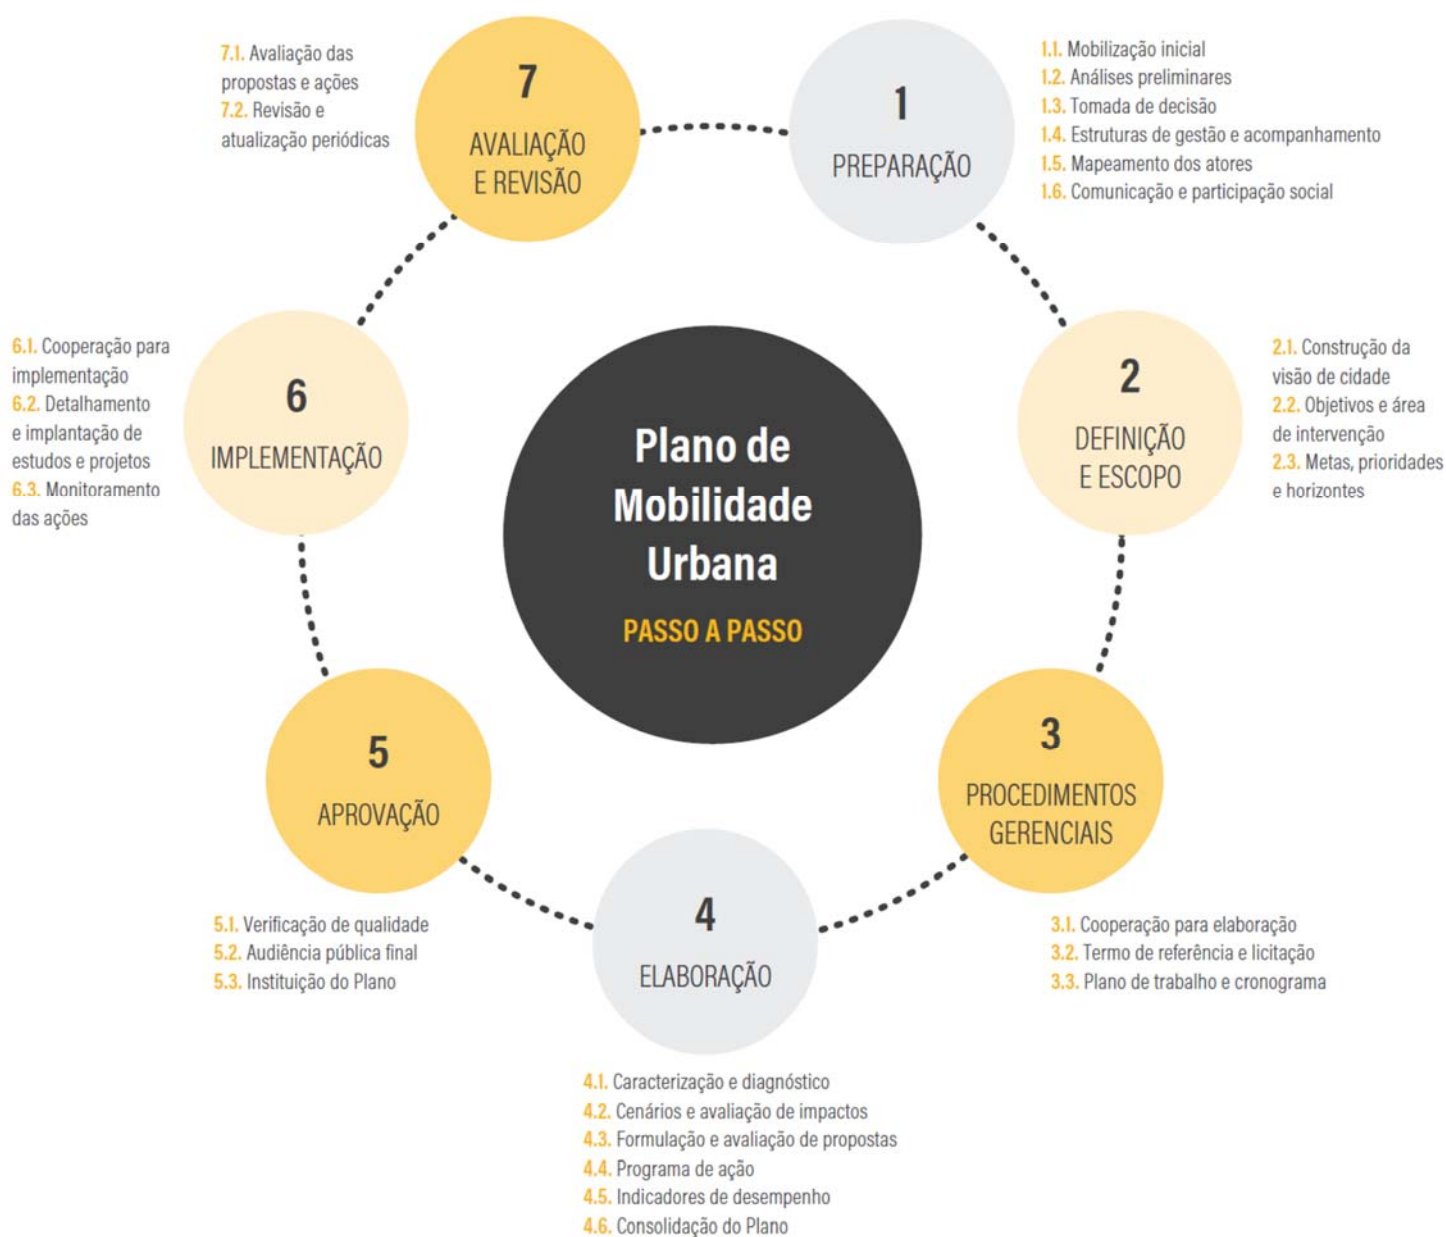 Plano de
Mobilidade
Urbana
PASSO A PASSO
1
PREPARAÇÃO
1.1. Mobilização inicial
1.2. Análises preliminares
1.3. Tomada de decisão
1.4. Estruturas de gestão e acompanhamento
1.5. Mapeamento dos atores
1.6. Comunicação e participação social
2
DEFINIÇÃO
E ESCOPO
2.1. Construção da
visão de cidade
2.2. Objetivos e área
de intervenção
2.3. Metas, prioridades
e horizontes
3
PROCEDIMENTOS
GERENCIAIS
3.1. Cooperação para elaboração
3.2. Termo de referência e licitação
3.3. Plano de trabalho e cronograma
4
ELABORAÇÃO
4.1. Caracterização e diagnóstico
4.2. Cenários e avaliação de impactos
4.3. Formulação e avaliação de propostas
4.4. Programa de ação
4.5. Indicadores de desempenho
4.6. Consolidação do Plano
5
APROVAÇÃO
5.1. Verificação de qualidade
5.2. Audiência pública final
5.3. Instituição do Plano
6
IMPLEMENTAÇÃO
6.1. Cooperação para
implementação
6.2. Detalhamento
e implantação de
estudos e projetos
6.3. Monitoramento
das ações
7
AVALIAÇÃO
E REVISÃO
7.1. Avaliação das
propostas e ações
7.2. Revisão e
atualização periódicas